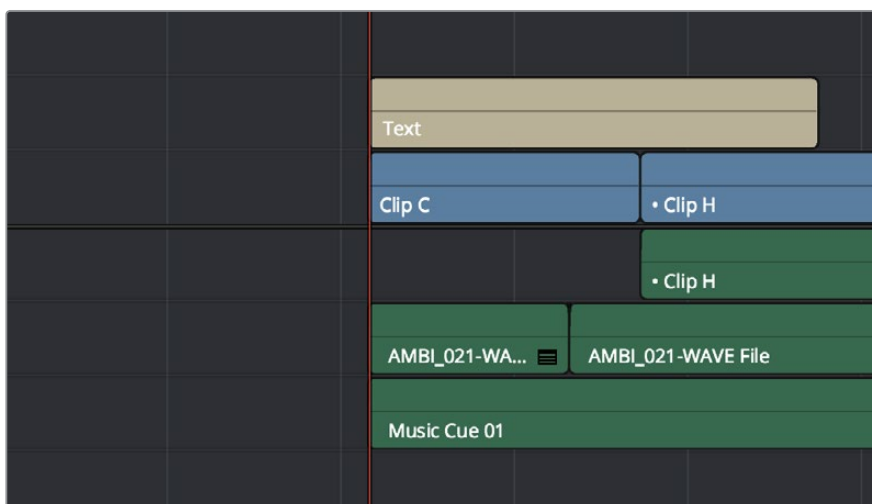 Text
Clip C
• Clip H
• Clip H
AMBI_021-WA...
AMBI_021-WAVE File
Music Cue 01